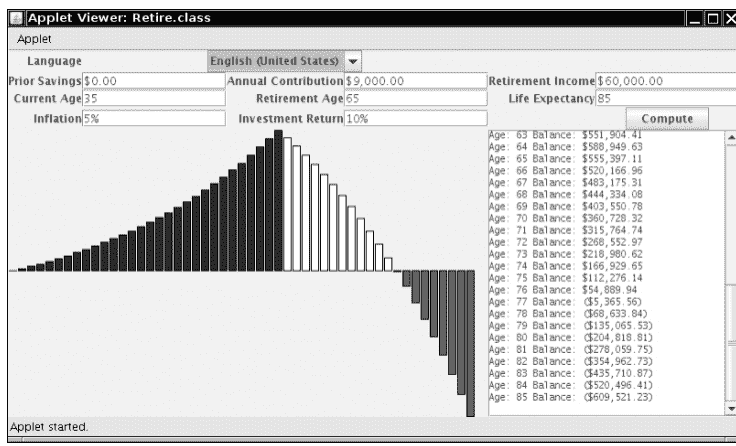 Applet Viewer: Retire.class
Applet
Language English (United States)
Prior Savings $0.00 Annual Contribution $9,000.00 Retirement Income $60,000.00
Current Age 35 Retirement Age 65 Life Expectancy 85
Inflation 5% Investment Return 10% Compute
Age: 63 Balance: $551,904.41
Age: 64 Balance: $588,949.63
Age: 65 Balance: $555,397.11
Age: 66 Balance: $520,166.96
Age: 67 Balance: $483,175.31
Age: 68 Balance: $444,334.08
Age: 69 Balance: $403,550.78
Age: 70 Balance: $360,728.32
Age: 71 Balance: $315,764.74
Age: 72 Balance: $268,552.97
Age: 73 Balance: $218,980.62
Age: 74 Balance: $166,929.65
Age: 75 Balance: $112,276.14
Age: 76 Balance: $54,889.94
Age: 77 Balance: ($5,365.56)
Age: 78 Balance: ($68,633.84)
Age: 79 Balance: ($135,065.53)
Age: 80 Balance: ($204,818.81)
Age: 81 Balance: ($278,059.75)
Age: 82 Balance: ($354,962.73)
Age: 83 Balance: ($435,710.87)
Age: 84 Balance: ($520,496.41)
Age: 85 Balance: ($609,521.23)
Applet started.